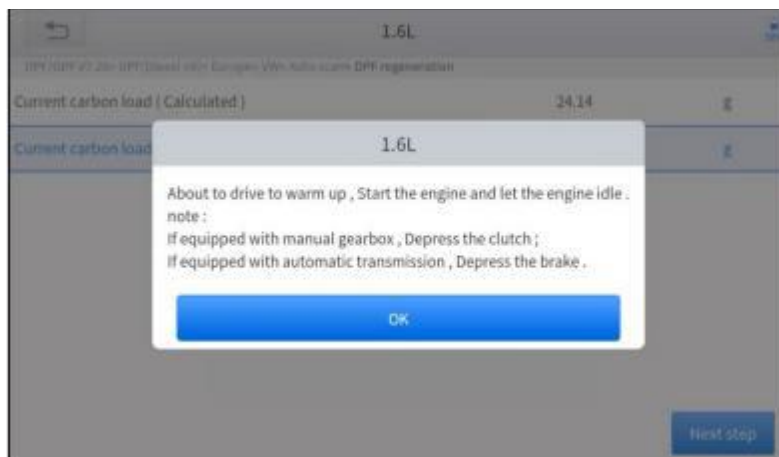 1.6L
DPF regeneration
Current carbon load ( Calculated ) 24.14 g
Current carbon load g
1.6L
About to drive to warm up , Start the engine and let the engine idle .
note :
If equipped with manual gearbox , Depress the clutch ;
If equipped with automatic transmission , Depress the brake .
OK
Next step